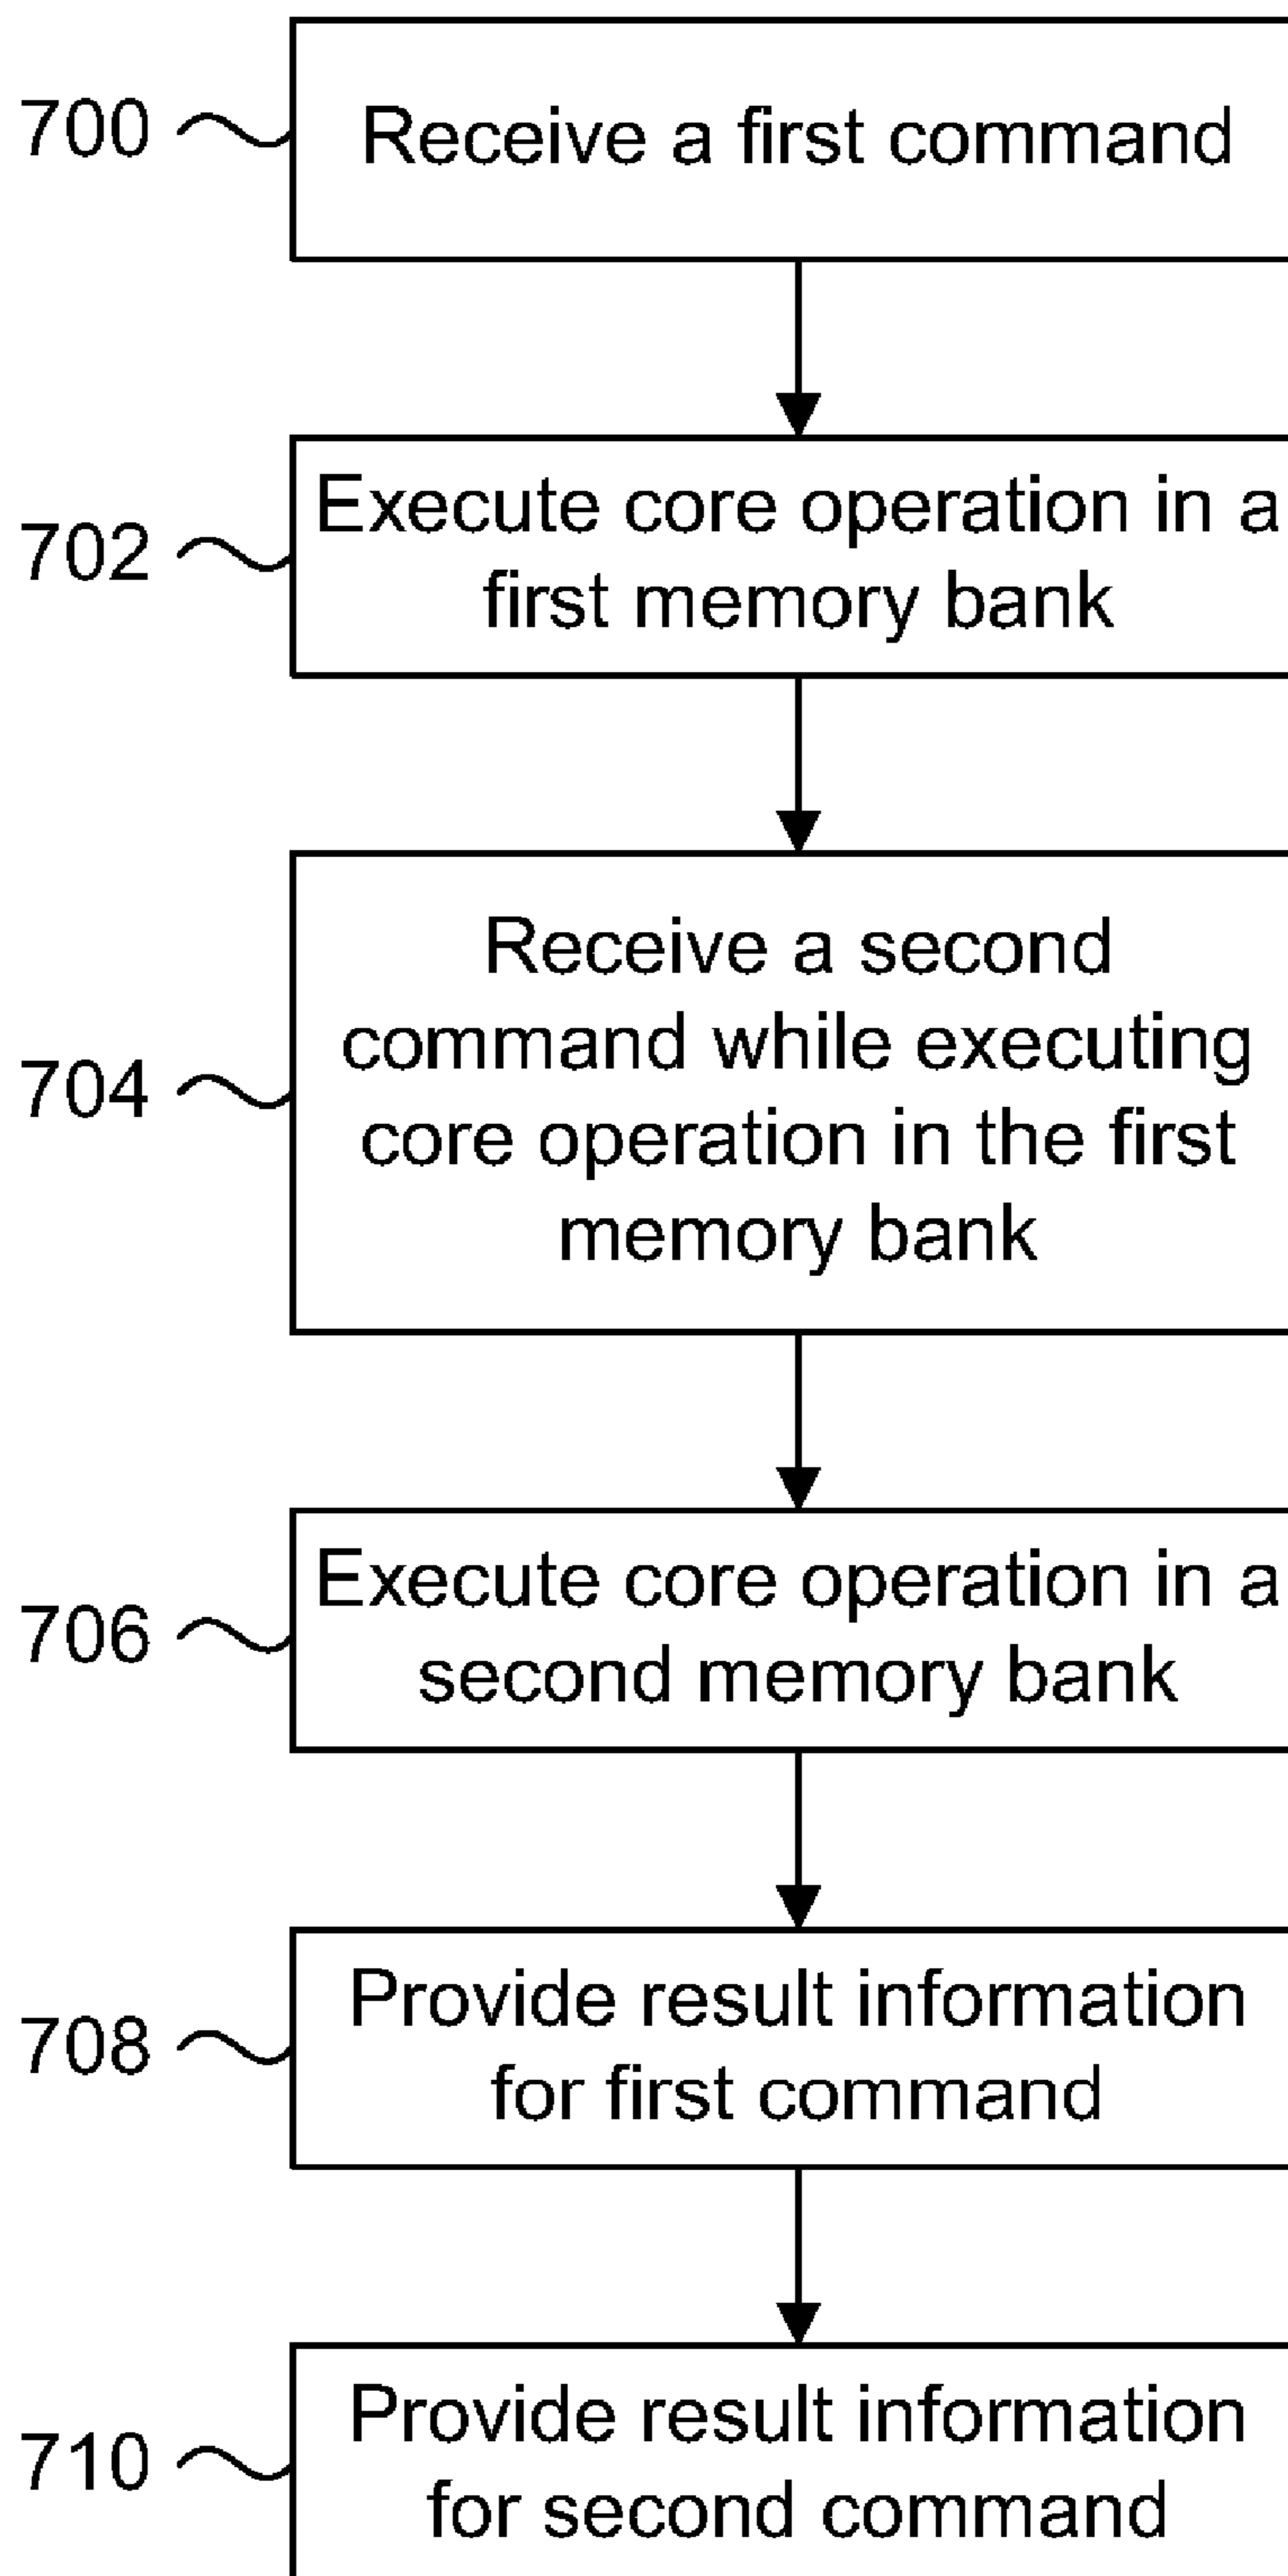 700
Receive a first command
702
Execute core operation in a
first memory bank
704
Receive a second
command while executing
core operation in the first
memory bank
706
Execute core operation in a
second memory bank
708
Provide result information
for first command
710
Provide result information
for second command